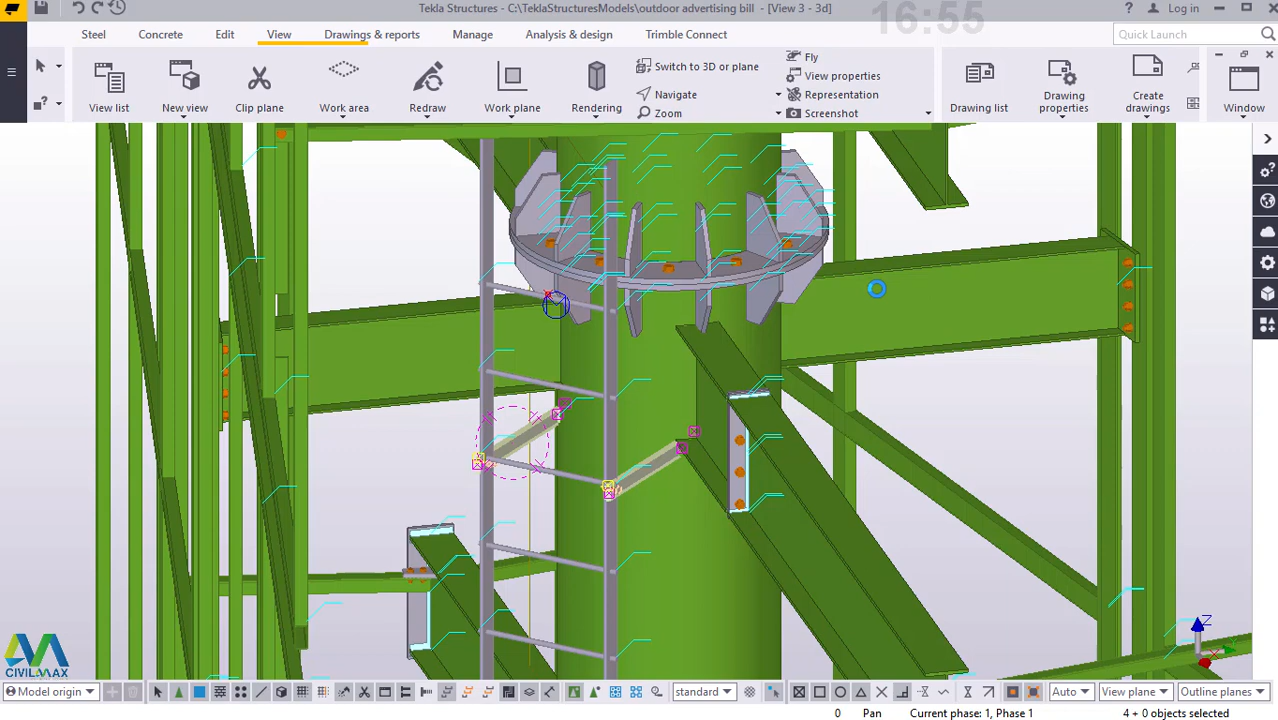 Tekla Structures - C:\TeklaStructuresModels\outdoor advertising bill - [View 3 - 3d]
16:55
? Log in
Steel Concrete Edit View Drawings & reports Manage Analysis & design Trimble Connect Quick Launch
View list
New view
Clip plane
Work area
Redraw
Work plane
Rendering
Switch to 3D or plane
Navigate
Zoom
Fly
View properties
Representation
Screenshot
Drawing list
Drawing properties
Create drawings
Window
Z
CIVILMAX
Model origin standard Auto View plane Outline planes
0 Pan Current phase: 1, Phase 1 4 + 0 objects selected